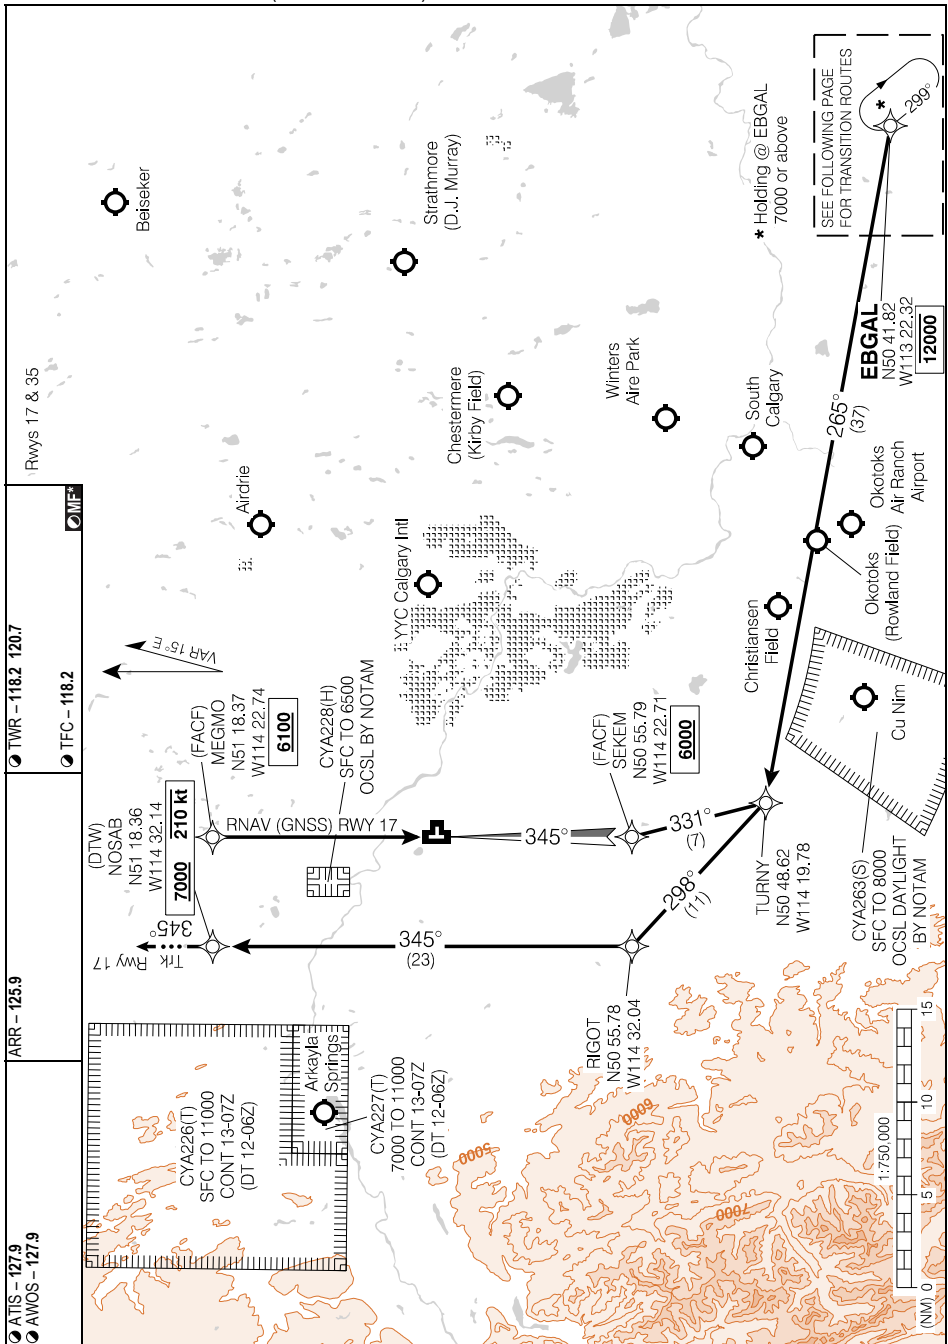 ATIS – 127.9
AWOS – 127.9
ARR – 125.9
TWR – 118.2 120.7
TFC – 118.2
MF*
Rwys 17 & 35
VAR 15° E
Beiseker
Strathmore
(D.J. Murray)
Airdrie
Chestermere
(Kirby Field)
YYC Calgary Intl
Winters
Aire Park
South
Calgary
* Holding @ EBGAL
7000 or above
SEE FOLLOWING PAGE
FOR TRANSITION ROUTES
*
299°
EBGAL
N50 41.82
W113 22.32
12000
265°
(37)
Okotoks
Air Ranch
Airport
Okotoks
(Rowland Field)
Christiansen
Field
Cu Nim
CYA263(S)
SFC TO 8000
OCSL DAYLIGHT
BY NOTAM
TURNY
N50 48.62
W114 19.78
331°
(7)
298°
(11)
(FACF)
SEKEM
N50 55.79
W114 22.71
6000
345°
RIGOT
N50 55.78
W114 32.04
345°
(23)
RNAV (GNSS) RWY 17
CYA228(H)
SFC TO 6500
OCSL BY NOTAM
(FACF)
MEGMO
N51 18.37
W114 22.74
6100
(DTW)
NOSAB
N51 18.36
W114 32.14
7000 210 kt
345°
Trk
Rwy 17
CYA226(T)
SFC TO 11000
CONT 13-07Z
(DT 12-06Z)
Arkayla
Springs
CYA227(T)
7000 TO 11000
CONT 13-07Z
(DT 12-06Z)
5000
6000
7000
1:750,000
(NM) 0
5
10
15